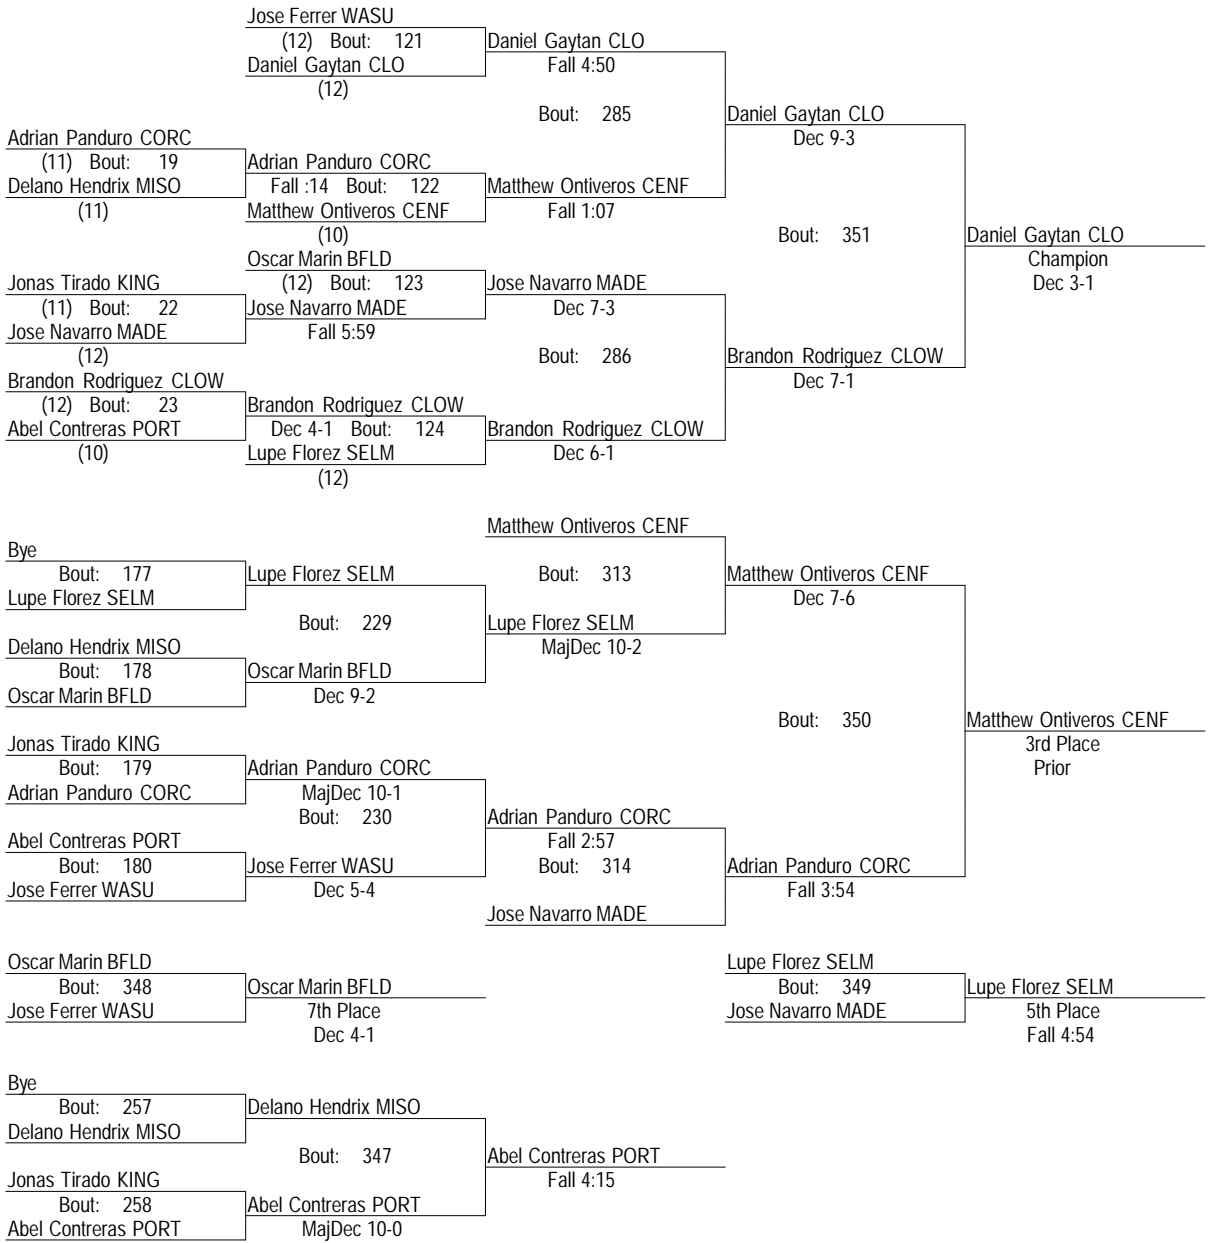 Jose Ferrer WASU
(12) Bout: 121
Daniel Gaytan CLO
Daniel Gaytan CLO
Fall 4:50
(12)
Bout: 285
Daniel Gaytan CLO
Dec 9-3
Adrian Panduro CORC
(11) Bout: 19
Adrian Panduro CORC
Delano Hendrix MISO
Fall :14 Bout: 122
Matthew Ontiveros CENF
(11)
Matthew Ontiveros CENF
Fall 1:07
(10)
Bout: 351
Daniel Gaytan CLO
Champion
Dec 3-1
Oscar Marin BFLD
Jonas Tirado KING
(12) Bout: 123
Jose Navarro MADE
(11) Bout: 22
Jose Navarro MADE
Dec 7-3
Jose Navarro MADE
Fall 5:59
(12)
Bout: 286
Brandon Rodriguez CLOW
Dec 7-1
Brandon Rodriguez CLOW
(12) Bout: 23
Brandon Rodriguez CLOW
Abel Contreras PORT
Dec 4-1 Bout: 124
Brandon Rodriguez CLOW
(10)
Lupe Florez SELM
Dec 6-1
(12)
Matthew Ontiveros CENF
Bye
Bout: 177
Lupe Florez SELM
Bout: 313
Matthew Ontiveros CENF
Lupe Florez SELM
Dec 7-6
Bout: 229
Lupe Florez SELM
Delano Hendrix MISO
MajDec 10-2
Bout: 178
Oscar Marin BFLD
Oscar Marin BFLD
Dec 9-2
Bout: 350
Matthew Ontiveros CENF
3rd Place
Prior
Jonas Tirado KING
Bout: 179
Adrian Panduro CORC
Adrian Panduro CORC
MajDec 10-1
Bout: 230
Adrian Panduro CORC
Abel Contreras PORT
Fall 2:57
Bout: 180
Jose Ferrer WASU
Bout: 314
Adrian Panduro CORC
Jose Ferrer WASU
Dec 5-4
Fall 3:54
Jose Navarro MADE
Oscar Marin BFLD
Bout: 348
Oscar Marin BFLD
Jose Ferrer WASU
7th Place
Dec 4-1
Lupe Florez SELM
Bout: 349
Lupe Florez SELM
Jose Navarro MADE
5th Place
Fall 4:54
Bye
Bout: 257
Delano Hendrix MISO
Delano Hendrix MISO
Bout: 347
Abel Contreras PORT
Fall 4:15
Jonas Tirado KING
Bout: 258
Abel Contreras PORT
Abel Contreras PORT
MajDec 10-0